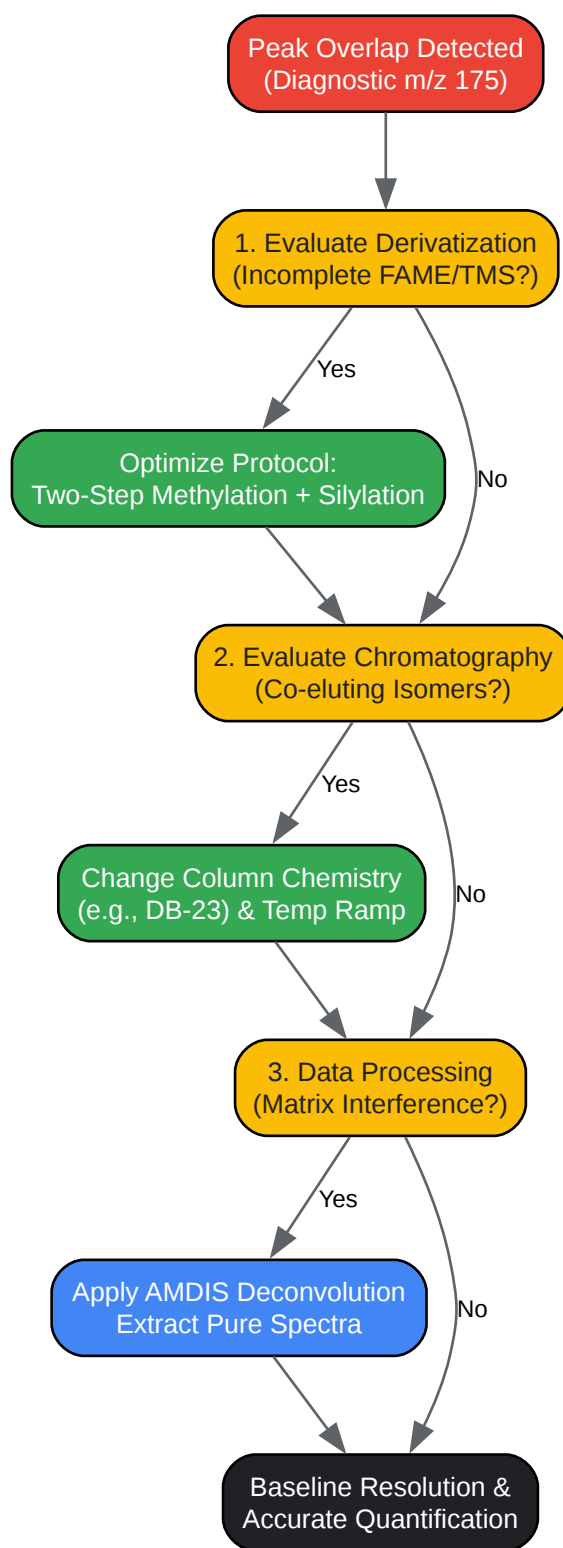 Peak Overlap Detected
(Diagnostic m/z 175)
1. Evaluate Derivatization
(Incomplete FAME/TMS?)
Yes
Optimize Protocol:
Two-Step Methylation + Silylation
No
2. Evaluate Chromatography
(Co-eluting Isomers?)
Yes
Change Column Chemistry
(e.g., DB-23) & Temp Ramp
No
3. Data Processing
(Matrix Interference?)
Yes
Apply AMDIS Deconvolution
Extract Pure Spectra
No
Baseline Resolution &
Accurate Quantification